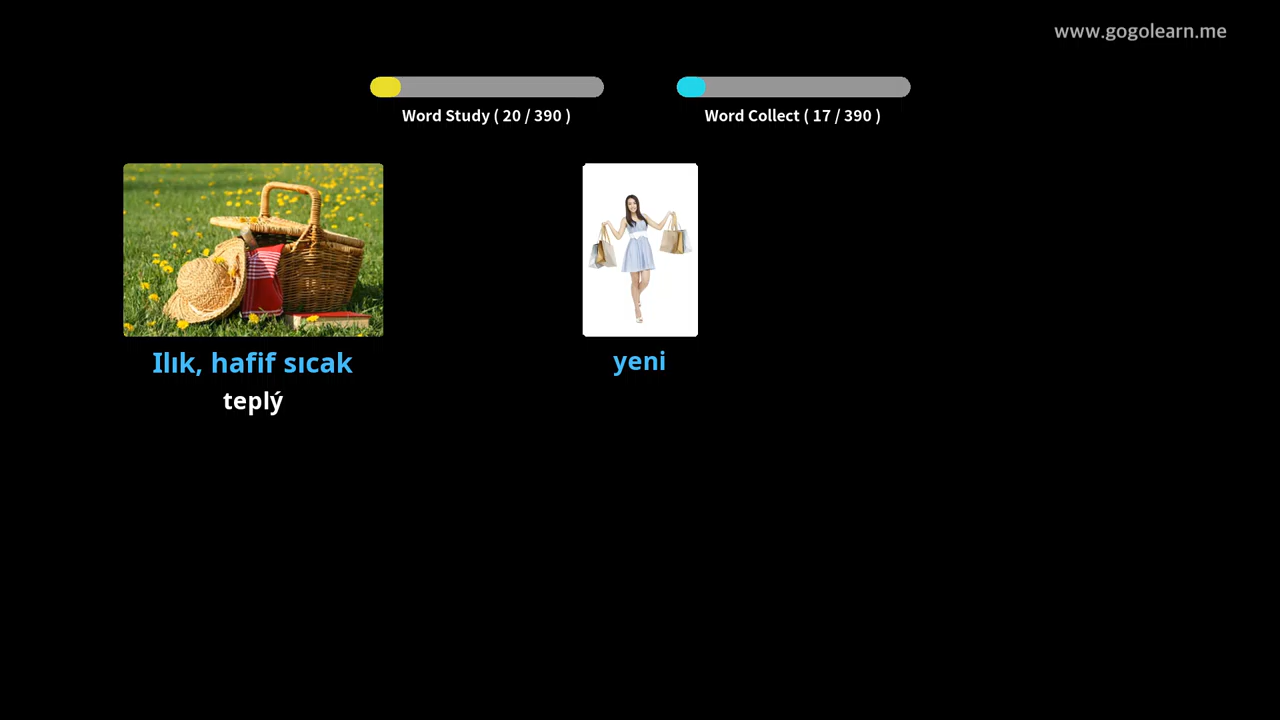 www.gogolearn.me
Word Study ( 20 / 390 )
Word Collect ( 17 / 390 )
Ilık, hafif sıcak
teplý
yeni